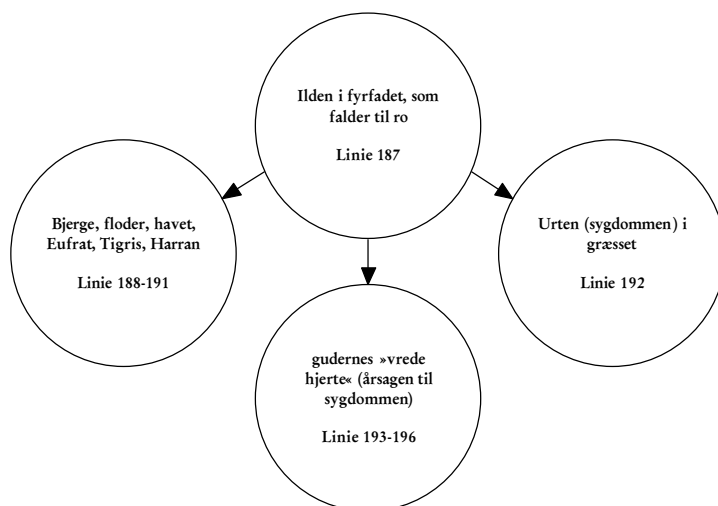 Ilden i fyrfadet, som
falder til ro
Linie 187
Bjerge, floder, havet,
Eufrat, Tigris, Harran
Linie 188-191
Urten (sygdommen) i
græsset
Linie 192
gudernes »vrede
hjerte« (årsagen til
sygdommen)
Linie 193-196